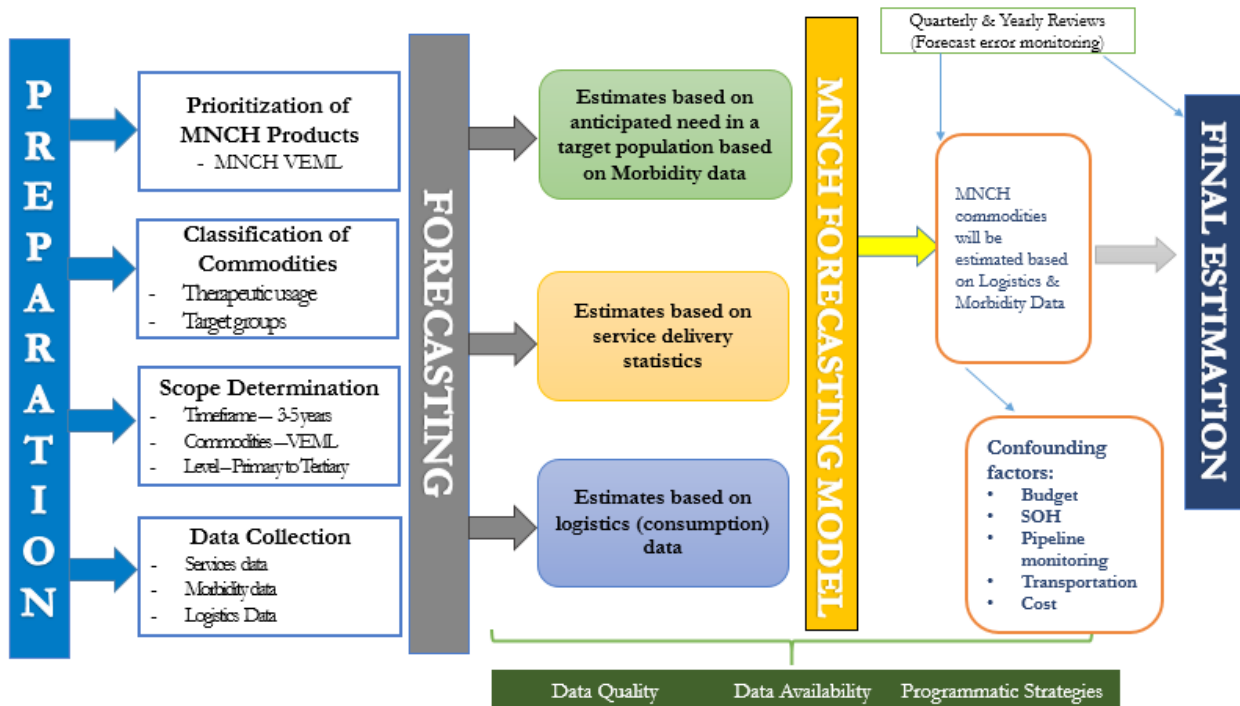 PREPARATION
Prioritization of
MNCH Products
- MNCH VEML
Classification of
Commodities
- Therapeutic usage
- Target groups
Scope Determination
- Timeframe – 3-5 years
- Commodities – VEML
- Level – Primary to Tertiary
Data Collection
- Services data
- Morbidity data
- Logistics Data
FORECASTING
Estimates based on
anticipated need in a
target population based
on Morbidity data
Estimates based on
service delivery
statistics
Estimates based on
logistics (consumption)
data
MNCH FORECASTING MODEL
Quarterly & Yearly Reviews
(Forecast error monitoring)
MNCH
commodities
will be
estimated based
on Logistics &
Morbidity Data
Confounding
factors:
• Budget
• SOH
• Pipeline
monitoring
• Transportation
• Cost
FINAL ESTIMATION
Data Quality Data Availability Programmatic Strategies